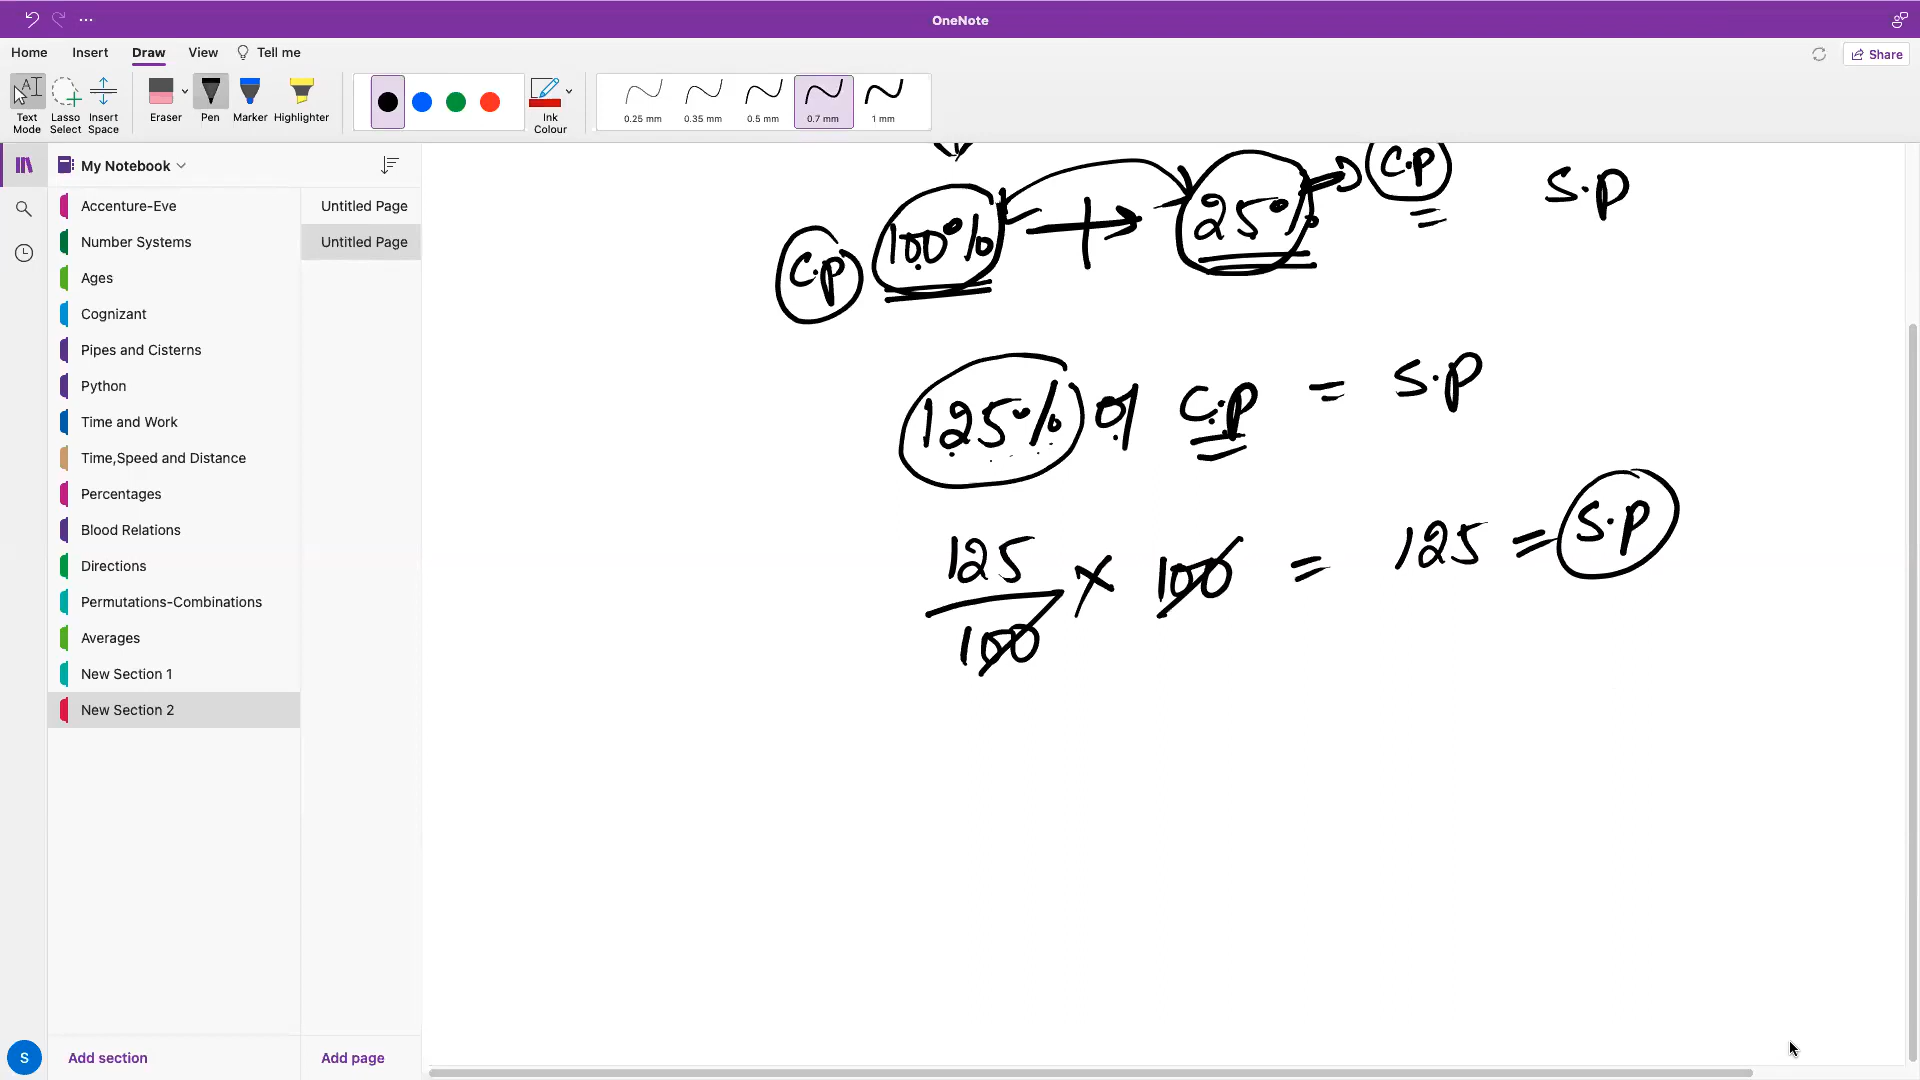 OneNote
Home Insert Draw View Tell me
Share
Text Mode
Lasso Select
Insert Space
Eraser
Pen
Marker
Highlighter
Ink Colour
0.25 mm
0.35 mm
0.5 mm
0.7 mm
1 mm
My Notebook
Accenture-Eve
Number Systems
Ages
Cognizant
Pipes and Cisterns
Python
Time and Work
Time,Speed and Distance
Percentages
Blood Relations
Directions
Permutations-Combinations
Averages
New Section 1
New Section 2
Untitled Page
Untitled Page
Add section
Add page
S
C.P S.P
C.P 100% + 25%
125% of C.P = S.P
125/100 × 100 = 125 = S.P